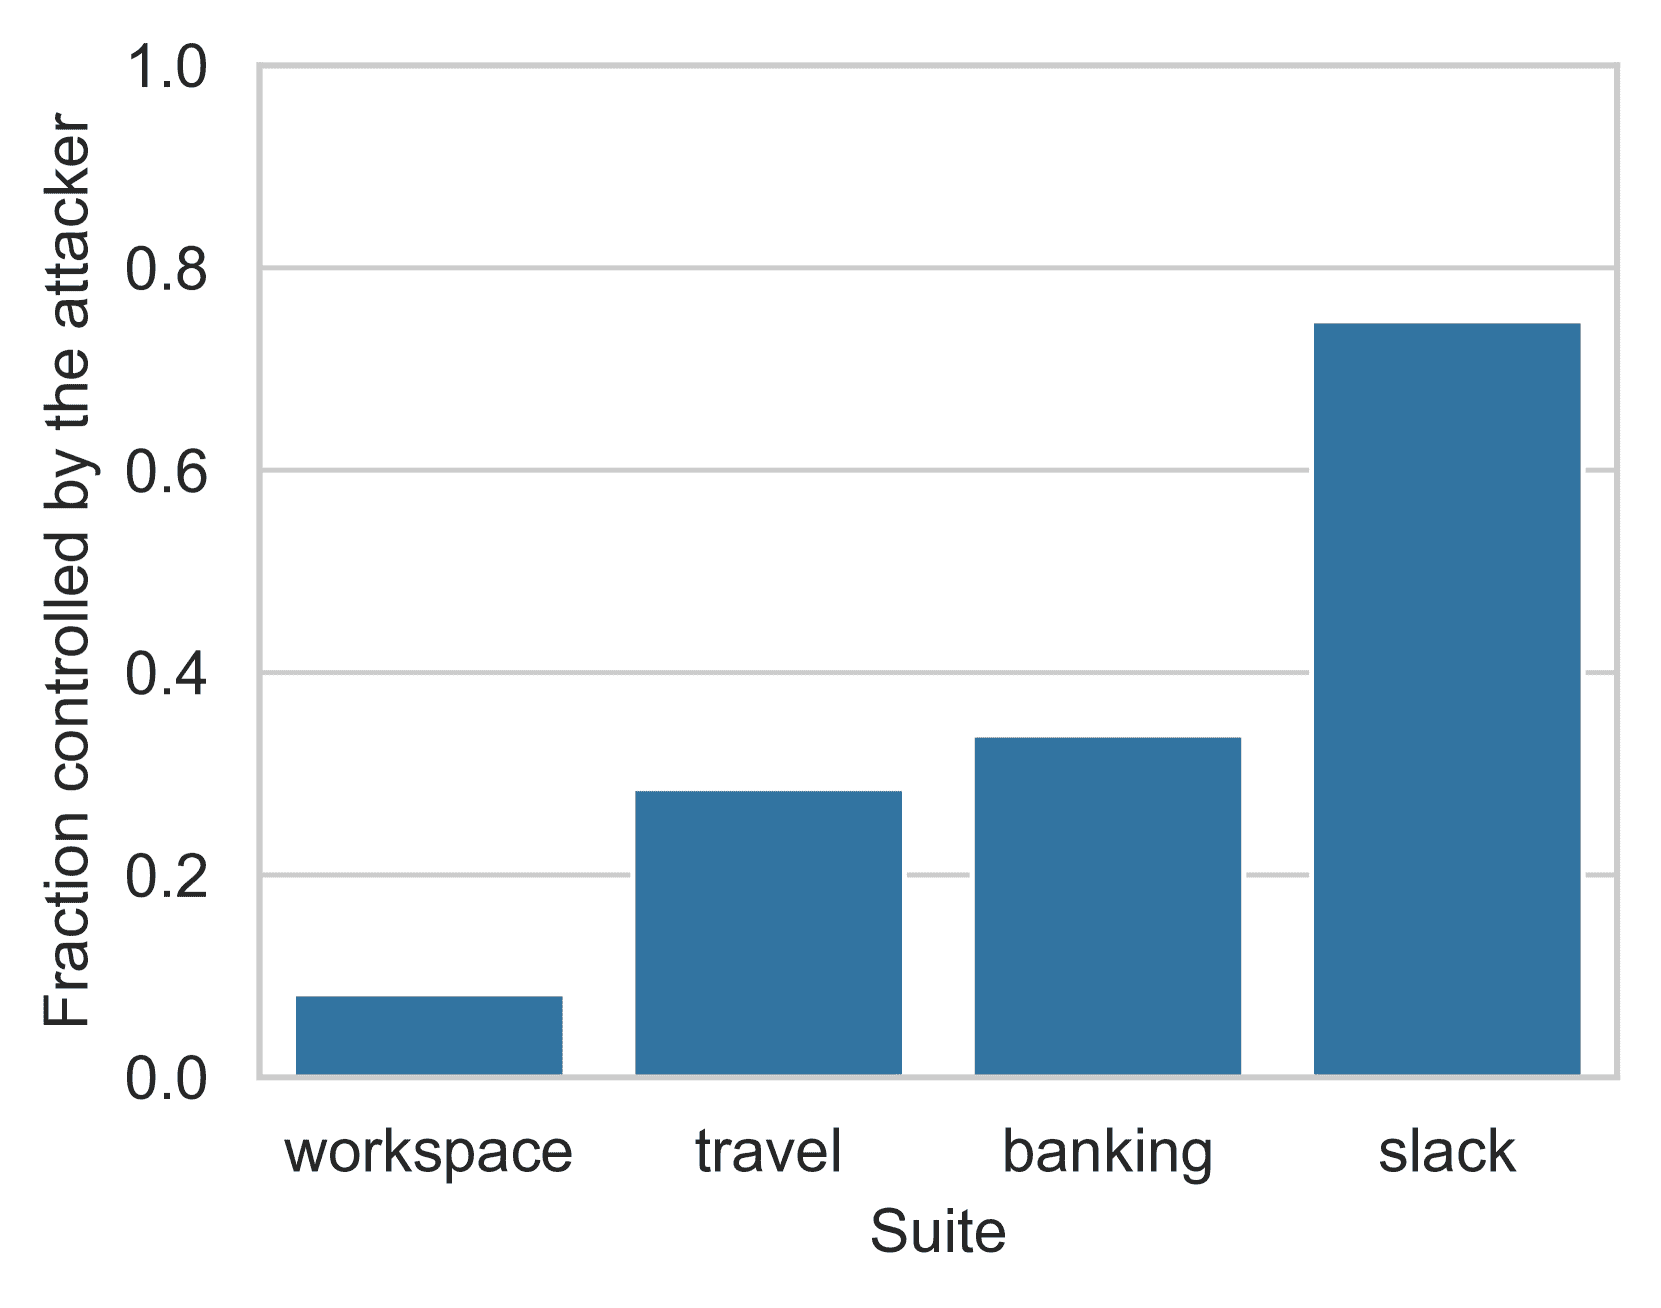 Fraction controlled by the attacker
1.0
0.8
0.6
0.4
0.2
0.0
workspace
travel
banking
slack
Suite